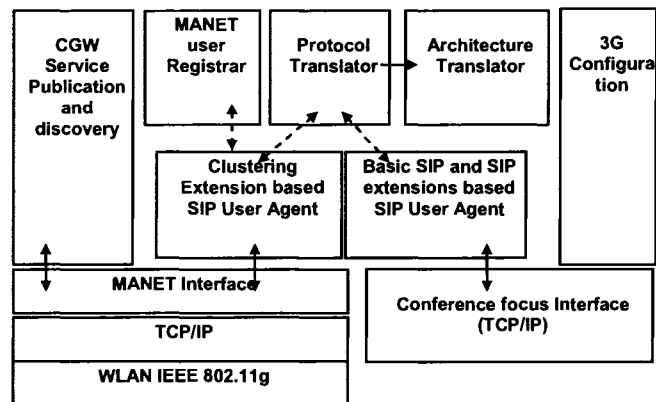 CGW
Service
Publication
and
discovery
MANET
user
Registrar
Protocol
Translator
Architecture
Translator
3G
Configura
tion
Clustering
Extension based
SIP User Agent
Basic SIP and SIP
extensions based
SIP User Agent
MANET Interface
TCP/IP
WLAN IEEE 802.11g
Conference focus Interface
(TCP/IP)